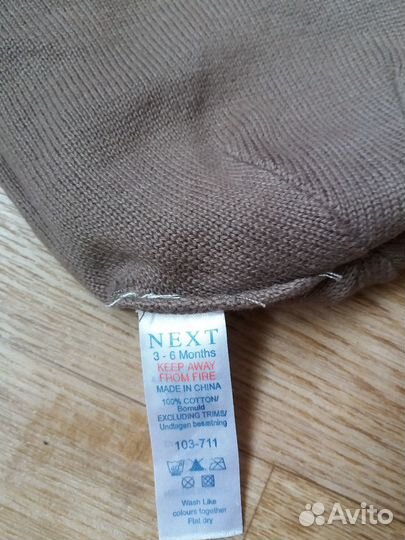 NEXT
3 - 6 Months
KEEP AWAY
FROM FIRE
MADE IN CHINA
100% COTTON/
Bomuld
EXCLUDING TRIMS/
Undtagen besætning
103-711
Wash Like
colours together
Flat dry
Avito